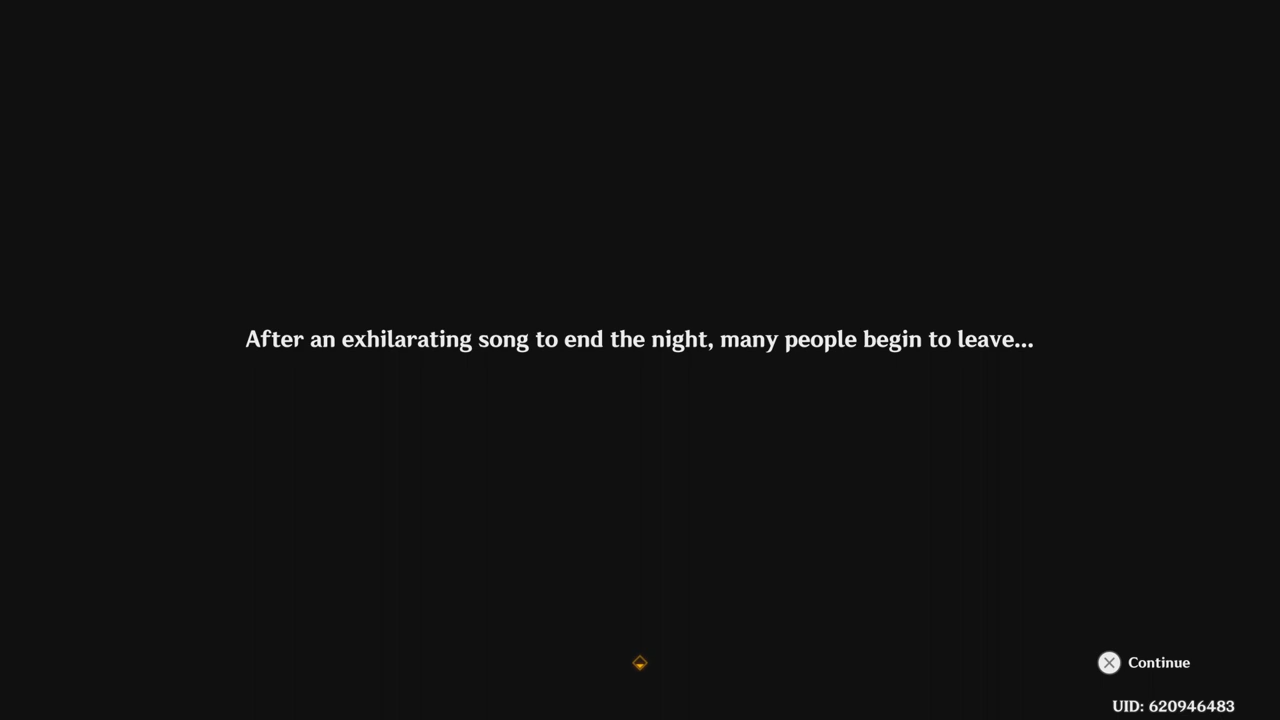 After an exhilarating song to end the night, many people begin to leave...
Continue
UID: 620946483